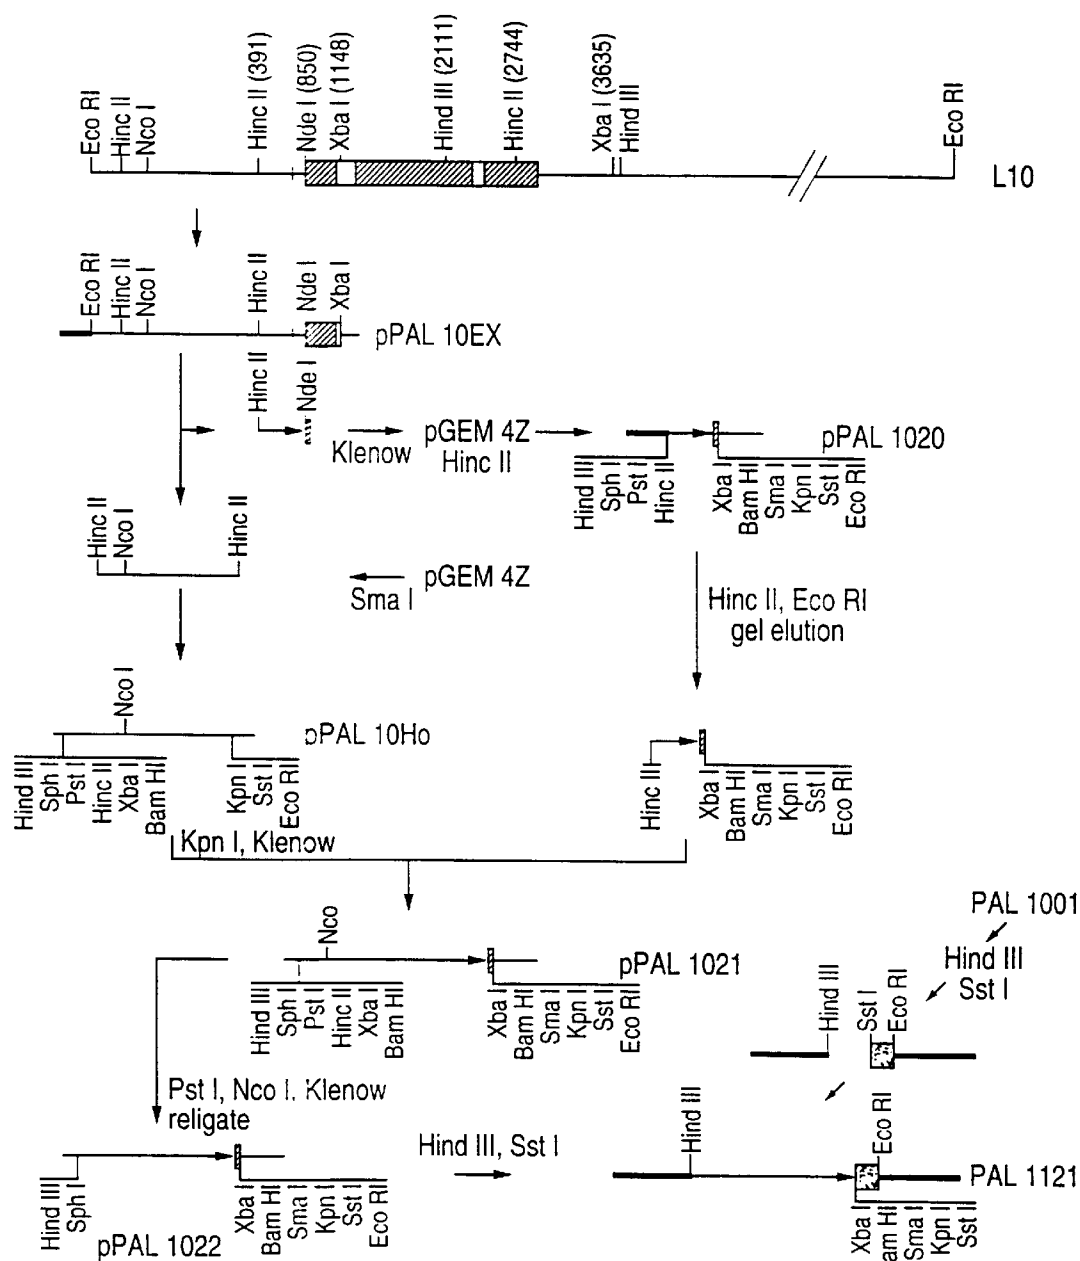 Eco RI
Hinc II
Nco I
Hinc II (391)
Nde I (850)
Xba I (1148)
Hind III (2111)
Hinc II (2744)
Xba I (3635)
Hind III
Eco RI
L10
Eco RI
Hinc II
Nco I
Hinc II
Nde I
Xba I
pPAL 10EX
Hinc II
Nde I
Klenow
pGEM 4Z
Hinc II
pPAL 1020
Hind III
Sph I
Pst I
Hinc II
Xba I
Bam HI
Sma I
Kpn I
Sst I
Eco RI
Hinc II
Nco I
Hinc II
pGEM 4Z
Sma I
Hinc II, Eco RI
gel elution
Nco I
pPAL 10Ho
Hind III
Sph I
Pst I
Hinc II
Xba I
Bam HI
Kpn I
Sst I
Eco RI
Hinc II
Xba I
Bam HI
Sma I
Kpn I
Sst I
Eco RI
Kpn I, Klenow
Nco
pPAL 1021
Hind III
Sph I
Pst I
Hinc II
Xba I
Bam HI
Xba I
Bam HI
Sma I
Kpn I
Sst I
Eco RI
PAL 1001
Hind III
Sst I
Hind III
Sst I
Eco RI
Pst I, Nco I. Klenow
religate
Hind III, Sst I
Hind III
Eco RI
PAL 1121
Hind III
Sph I
Xba I
Bam HI
Sma I
Kpn I
Sst I
Eco RI
pPAL 1022
Xba I
am HI
Sma I
Kpn I
Sst I